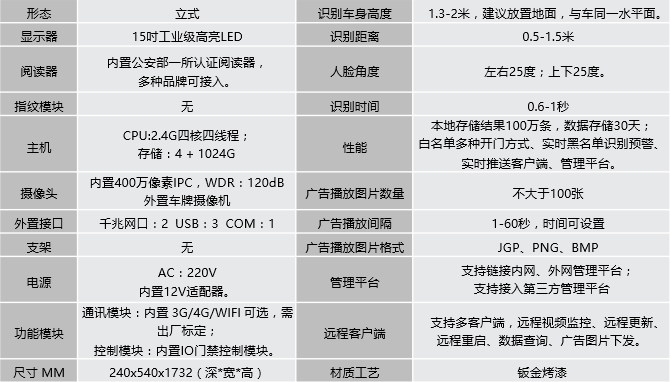 形态 立式 识别车身高度 1.3-2米，建议放置地面，与车同一水平面。
显示器 15吋工业级高亮LED 识别距离 0.5-1.5米
阅读器 内置公安部一所认证阅读器，
多种品牌可接入。 人脸角度 左右25度；上下25度。
指纹模块 无 识别时间 0.6-1秒
主机 CPU:2.4G四核四线程；
存储：4 + 1024G 性能 本地存储结果100万条，数据存储30天；
白名单多种开门方式、实时黑名单识别预警、
实时推送客户端、管理平台。
摄像头 内置400万像素IPC，WDR：120dB
外置车牌摄像机 广告播放图片数量 不大于100张
外置接口 千兆网口：2 USB：3 COM：1 广告播放间隔 1-60秒，时间可设置
支架 无 广告播放图片格式 JGP、PNG、BMP
电源 AC：220V
内置12V适配器。 管理平台 支持链接内网、外网管理平台；
支持接入第三方管理平台
功能模块 通讯模块：内置 3G/4G/WIFI 可选，需
出厂标定；
控制模块：内置IO门禁控制模块。 远程客户端 支持多客户端，远程视频监控、远程更新、
远程重启、数据查询、广告图片下发。
尺寸 MM 240x540x1732（深*宽*高） 材质工艺 钣金烤漆